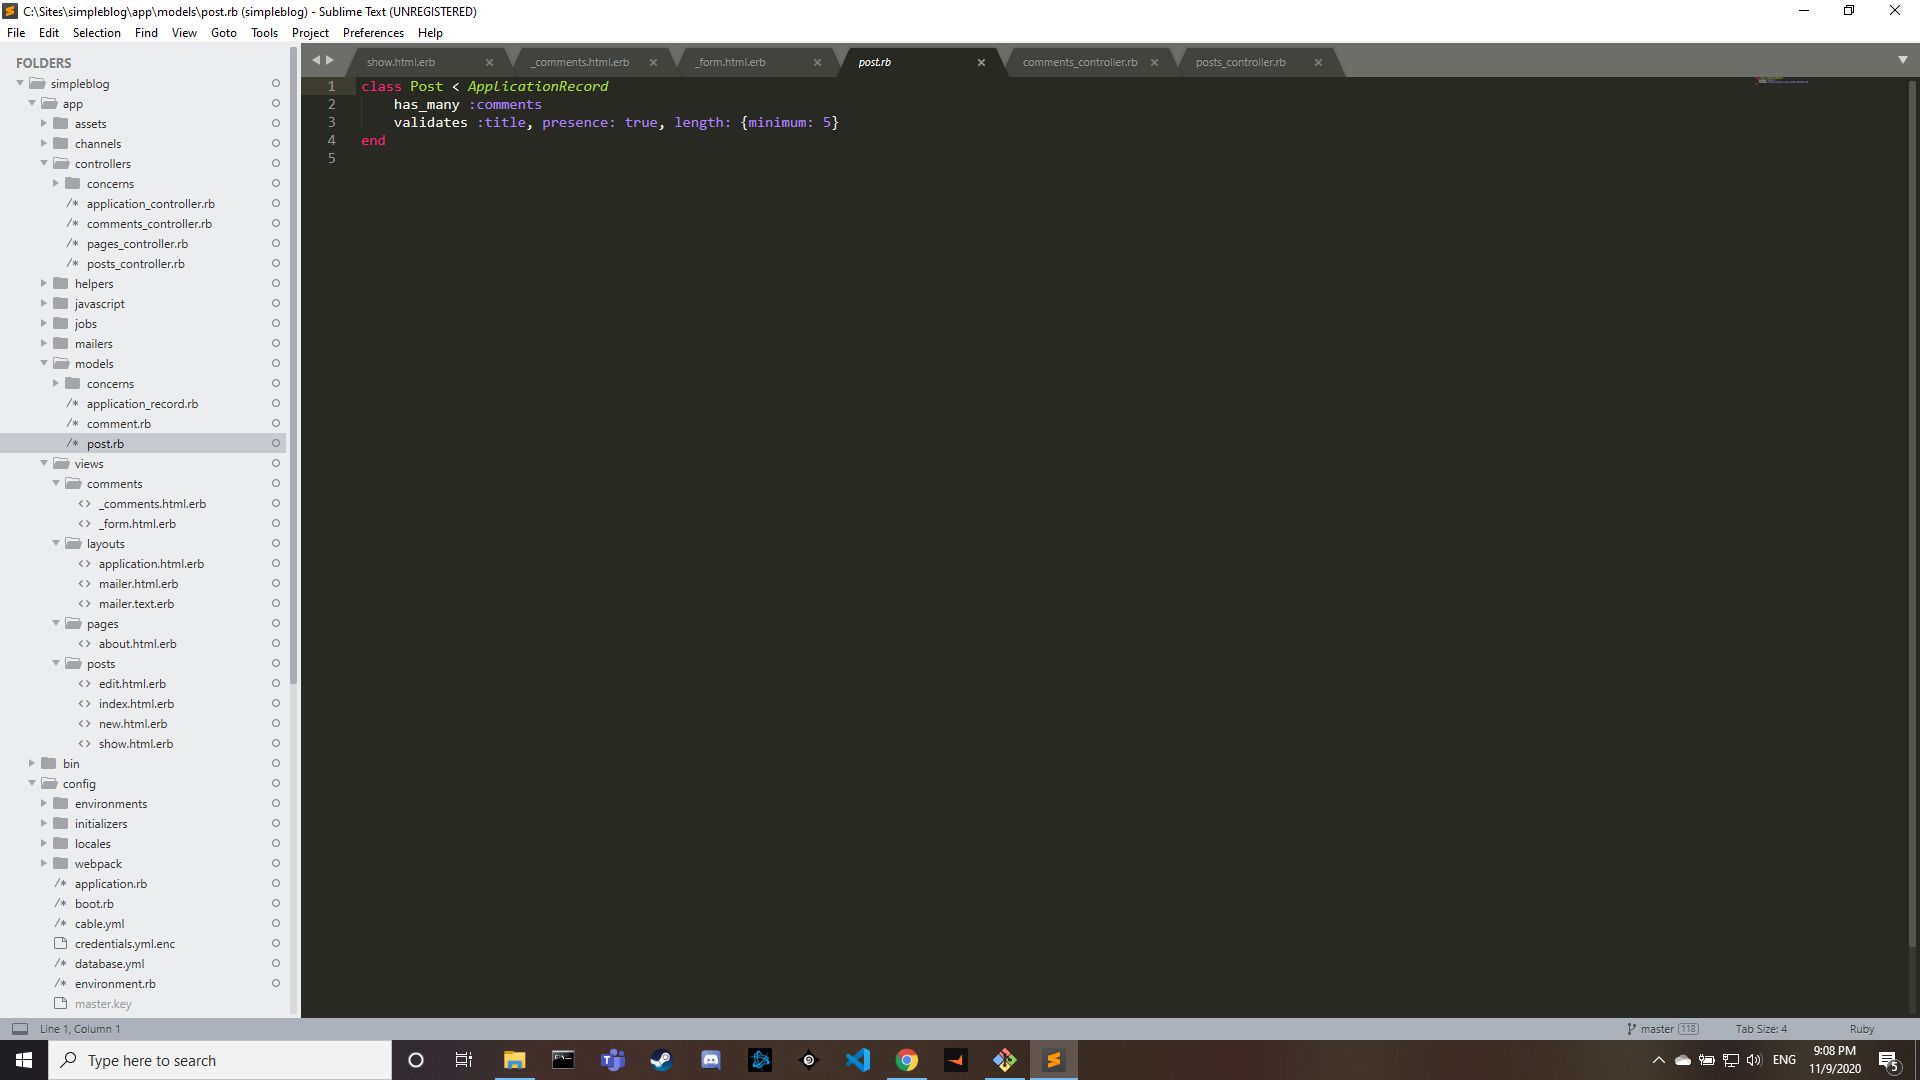 C:\Sites\simpleblog\app\models\post.rb (simpleblog) - Sublime Text (UNREGISTERED)
File Edit Selection Find View Goto Tools Project Preferences Help
FOLDERS
simpleblog
app
assets
channels
controllers
concerns
/* application_controller.rb
/* comments_controller.rb
/* pages_controller.rb
/* posts_controller.rb
helpers
javascript
jobs
mailers
models
concerns
/* application_record.rb
/* comment.rb
/* post.rb
views
comments
<> _comments.html.erb
<> _form.html.erb
layouts
<> application.html.erb
<> mailer.html.erb
<> mailer.text.erb
pages
<> about.html.erb
posts
<> edit.html.erb
<> index.html.erb
<> new.html.erb
<> show.html.erb
bin
config
environments
initializers
locales
webpack
/* application.rb
/* boot.rb
/* cable.yml
credentials.yml.enc
/* database.yml
/* environment.rb
master.key
show.html.erb _comments.html.erb _form.html.erb post.rb comments_controller.rb posts_controller.rb
1 class Post < ApplicationRecord
2 has_many :comments
3 validates :title, presence: true, length: {minimum: 5}
4 end
5
Line 1, Column 1 master 118 Tab Size: 4 Ruby
Type here to search
ENG
9:08 PM
11/9/2020
5